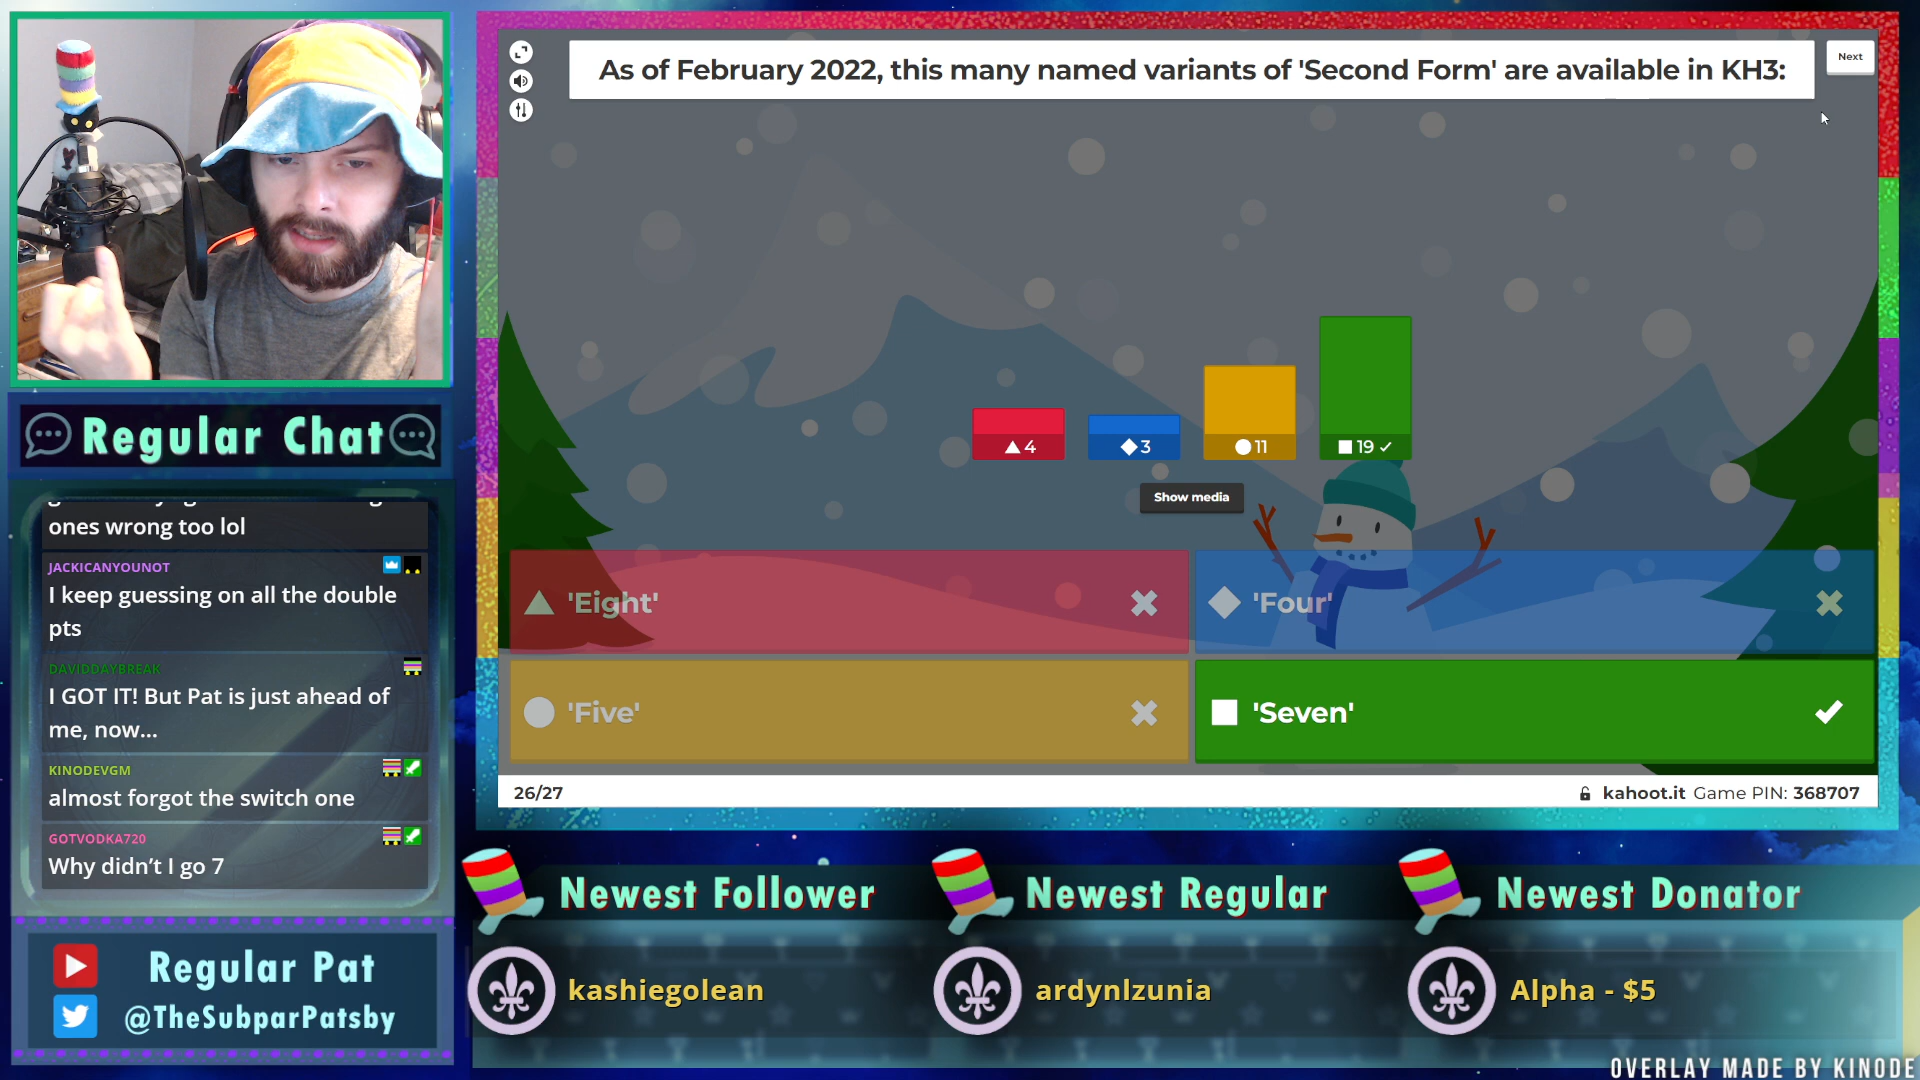 As of February 2022, this many named variants of 'Second Form' are available in KH3:
Next
4
3
11
19
Show media
'Eight'
'Four'
'Five'
'Seven'
26/27
kahoot.it Game PIN: 368707
Regular Chat
ones wrong too lol
JACKICANYOUNOT
I keep guessing on all the double
pts
DAVIDDAYBREAK
I GOT IT! But Pat is just ahead of
me, now...
KINODEVGM
almost forgot the switch one
GOTVODKA720
Why didn't I go 7
Regular Pat
@TheSubparPatsby
Newest Follower
kashiegolean
Newest Regular
ardynlzunia
Newest Donator
Alpha - $5
OVERLAY MADE BY KINODE